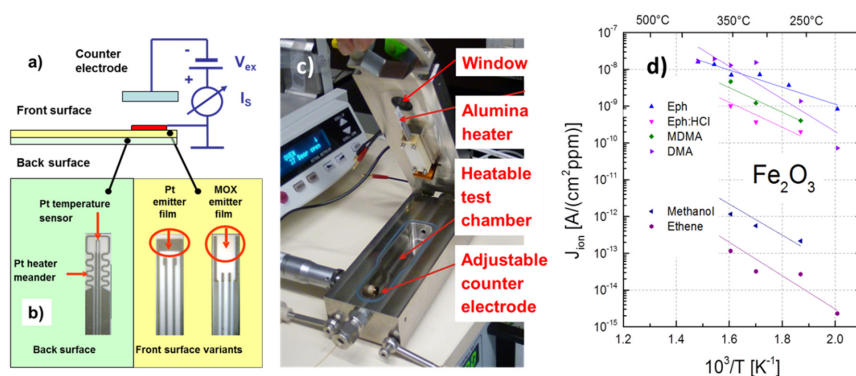 a)
Counter
electrode
-
+
Vex
IS
Front surface
Back surface
Pt temperature
sensor
Pt heater
meander
b)
Back surface
Pt
emitter
film
MOX
emitter
film
Front surface variants
c)
Window
Alumina
heater
Heatable
test
chamber
Adjustable
counter
electrode
d)
500°C
350°C
250°C
Jion [A/(cm²ppm)]
10⁻⁷
10⁻⁸
10⁻⁹
10⁻¹⁰
10⁻¹¹
10⁻¹²
10⁻¹³
10⁻¹⁴
10⁻¹⁵
Eph
Eph:HCl
MDMA
DMA
Methanol
Ethene
Fe₂O₃
1.2
1.4
1.6
1.8
2.0
2.2
10³/T [K⁻¹]